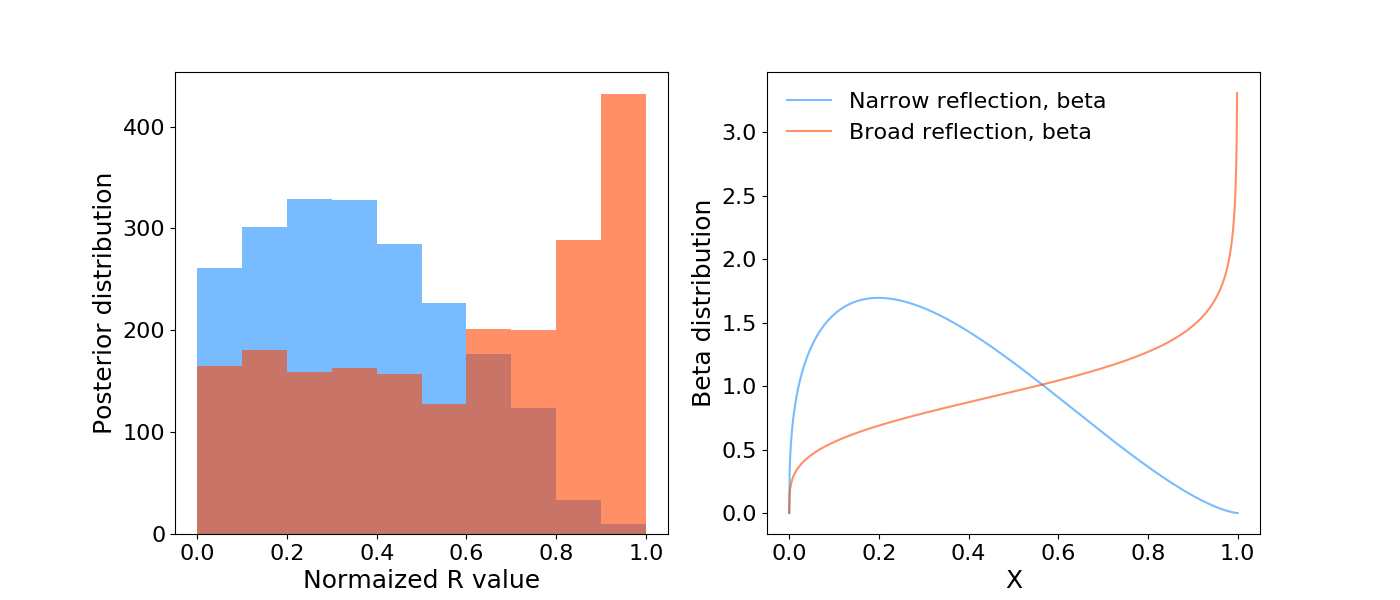 Posterior distribution
400
300
200
100
0
0.0 0.2 0.4 0.6 0.8 1.0
Normaized R value
Beta distribution
3.0
2.5
2.0
1.5
1.0
0.5
0.0
Narrow reflection, beta
Broad reflection, beta
0.0 0.2 0.4 0.6 0.8 1.0
X